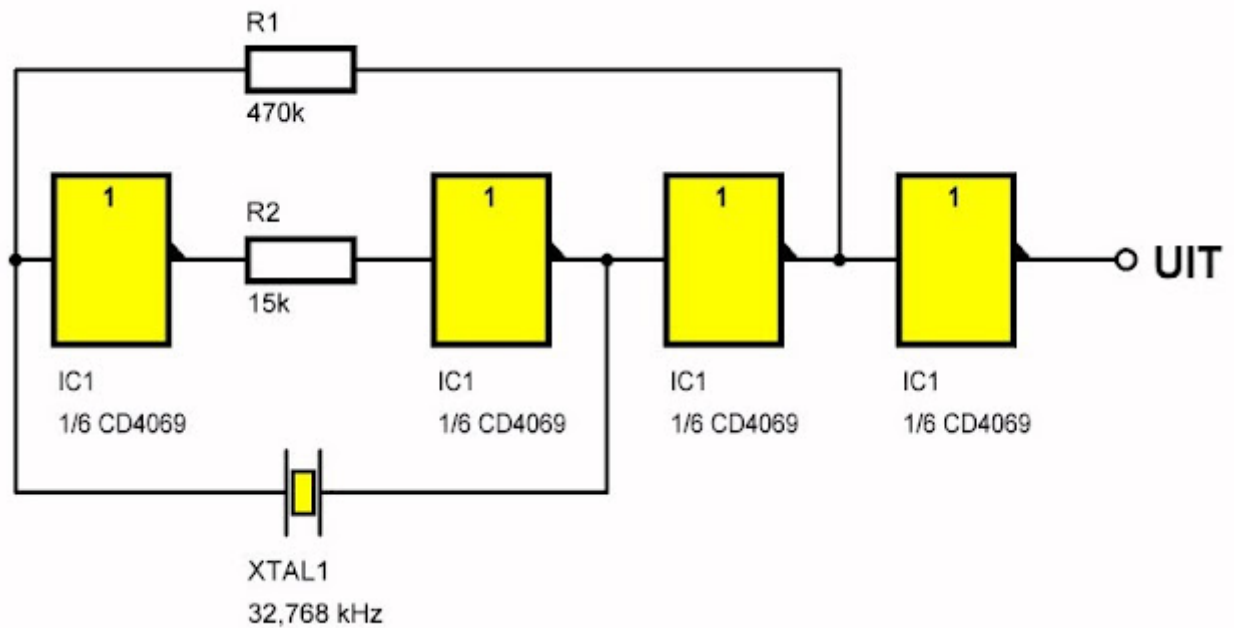 R1
470k
1
R2
15k
1
1
1
UIT
IC1
1/6 CD4069
IC1
1/6 CD4069
IC1
1/6 CD4069
IC1
1/6 CD4069
XTAL1
32,768 kHz